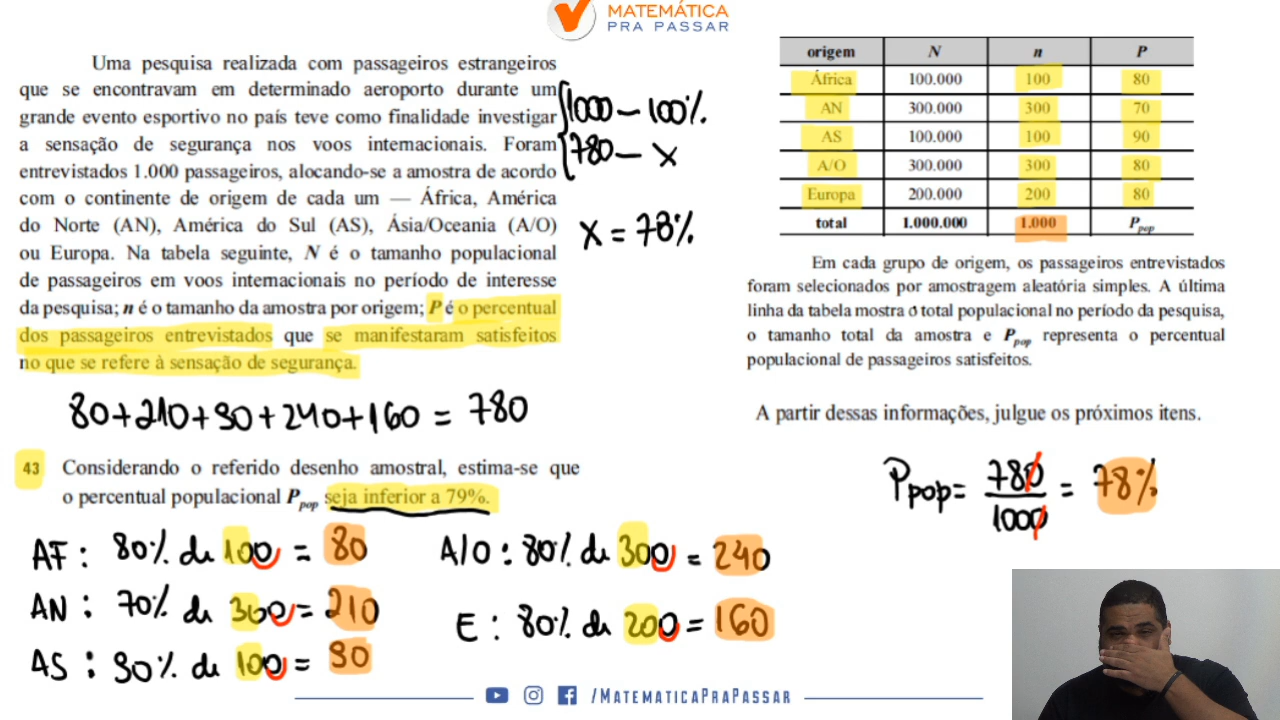 MATEMÁTICA
PRA PASSAR
Uma pesquisa realizada com passageiros estrangeiros
que se encontravam em determinado aeroporto durante um
grande evento esportivo no país teve como finalidade investigar
a sensação de segurança nos voos internacionais. Foram
entrevistados 1.000 passageiros, alocando-se a amostra de acordo
com o continente de origem de cada um — África, América
do Norte (AN), América do Sul (AS), Ásia/Oceania (A/O)
ou Europa. Na tabela seguinte, N é o tamanho populacional
de passageiros em voos internacionais no período de interesse
da pesquisa; n é o tamanho da amostra por origem; P é o percentual
dos passageiros entrevistados que se manifestaram satisfeitos
no que se refere à sensação de segurança.
1000 – 100%
780 – x
x = 78%
80+210+90+240+160 = 780
43 Considerando o referido desenho amostral, estima-se que
o percentual populacional Ppop seja inferior a 79%.
AF : 80% de 100 = 80
AN : 70% de 300 = 210
AS : 90% de 100 = 90
A/O : 80% de 300 = 240
E : 80% de 200 = 160
origem N n P
África 100.000 100 80
AN 300.000 300 70
AS 100.000 100 90
A/O 300.000 300 80
Europa 200.000 200 80
total 1.000.000 1.000 Ppop
Em cada grupo de origem, os passageiros entrevistados
foram selecionados por amostragem aleatória simples. A última
linha da tabela mostra o total populacional no período da pesquisa,
o tamanho total da amostra e Ppop representa o percentual
populacional de passageiros satisfeitos.
A partir dessas informações, julgue os próximos itens.
Ppop = 780/1000 = 78%
/MATEMATICAPRAPASSAR